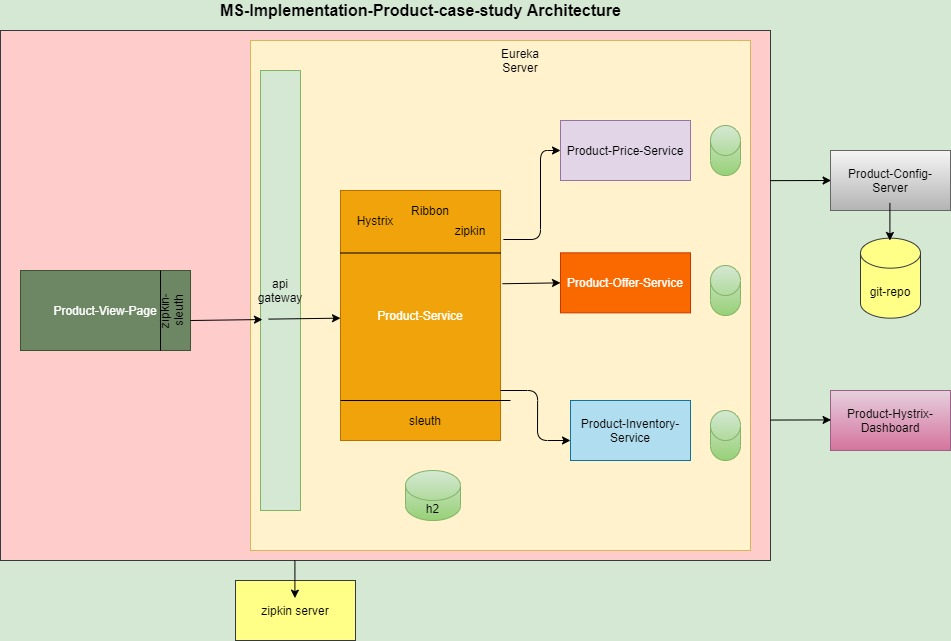 MS-Implementation-Product-case-study Architecture
Eureka
Server
Product-Price-Service
Product-Config-
Server
Hystrix
Ribbon
zipkin
git-repo
api
gateway
Product-Offer-Service
Product-View-Page
zipkin-
sleuth
Product-Service
Product-Inventory-
Service
Product-Hystrix-
Dashboard
sleuth
h2
zipkin server